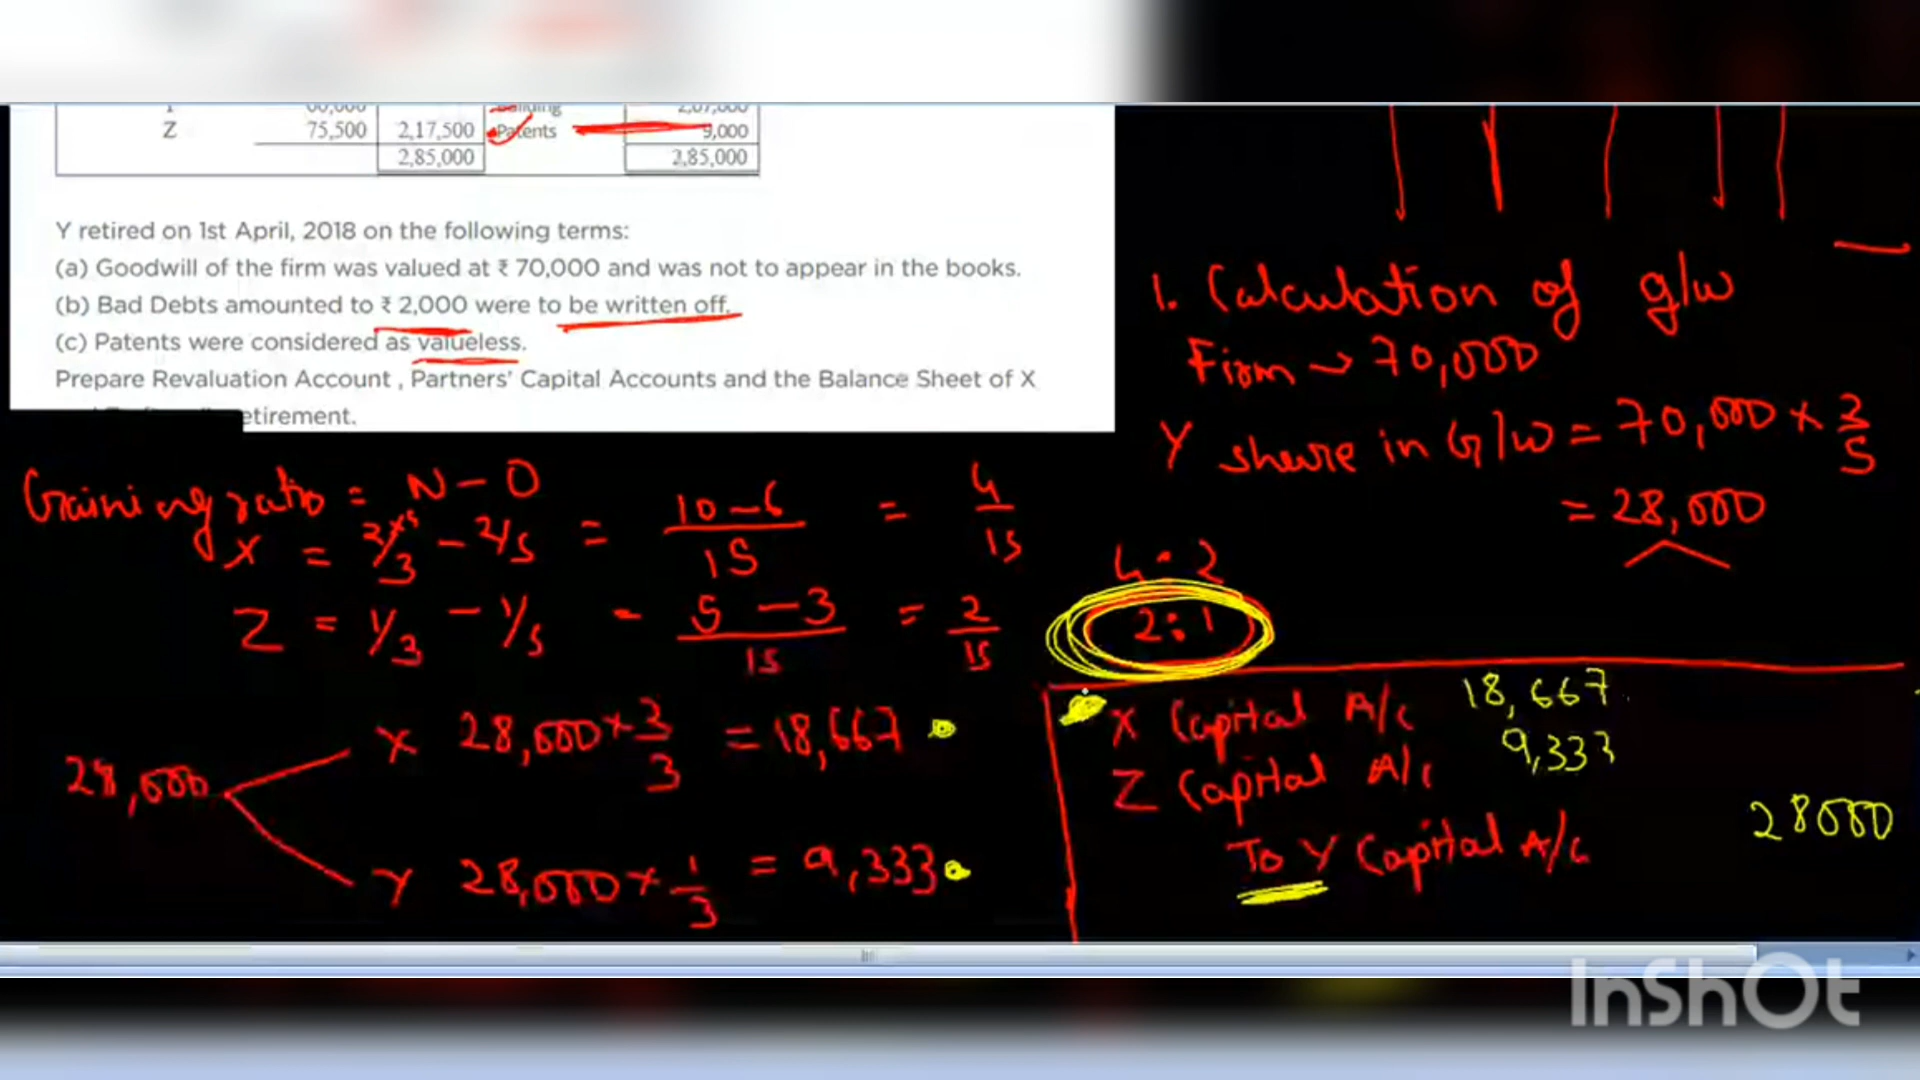 Z 75,500 2,17,500 Patents 9,000
2,85,000 2,85,000
Y retired on 1st April, 2018 on the following terms:
(a) Goodwill of the firm was valued at ₹ 70,000 and was not to appear in the books.
(b) Bad Debts amounted to ₹ 2,000 were to be written off.
(c) Patents were considered as valueless.
Prepare Revaluation Account , Partners' Capital Accounts and the Balance Sheet of X
etirement.
1. Calculation of g/w
Firm → 70,000
Y share in G/W = 70,000 × 2/5
= 28,000
Gaining ratio = N - O
X = 2/3 - 2/5 = 10-6/15 = 4/15
Z = 1/3 - 1/5 - 5-3/15 = 2/15
4:2
2:1
28,000
X 28,000 × 2/3 = 18,667
Y 28,000 × 1/3 = 9,333
X Capital A/c 18,667
Z Capital A/c 9,333
To Y Capital A/c 28000
InShOt